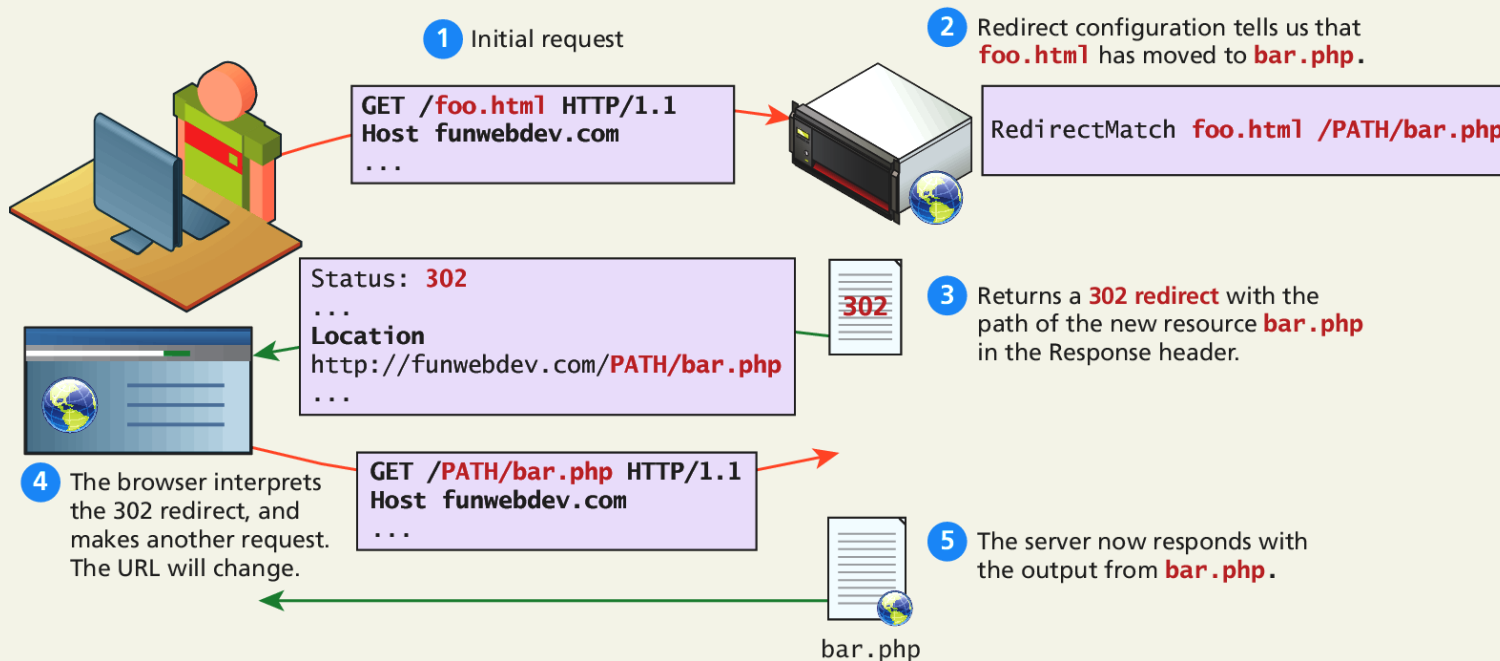 1 Initial request
GET /foo.html HTTP/1.1
Host funwebdev.com
...
2 Redirect configuration tells us that
foo.html has moved to bar.php.
RedirectMatch foo.html /PATH/bar.php
Status: 302
...
Location
http://funwebdev.com/PATH/bar.php
...
302
3 Returns a 302 redirect with the
path of the new resource bar.php
in the Response header.
4 The browser interprets
the 302 redirect, and
makes another request.
The URL will change.
GET /PATH/bar.php HTTP/1.1
Host funwebdev.com
...
5 The server now responds with
the output from bar.php.
bar.php